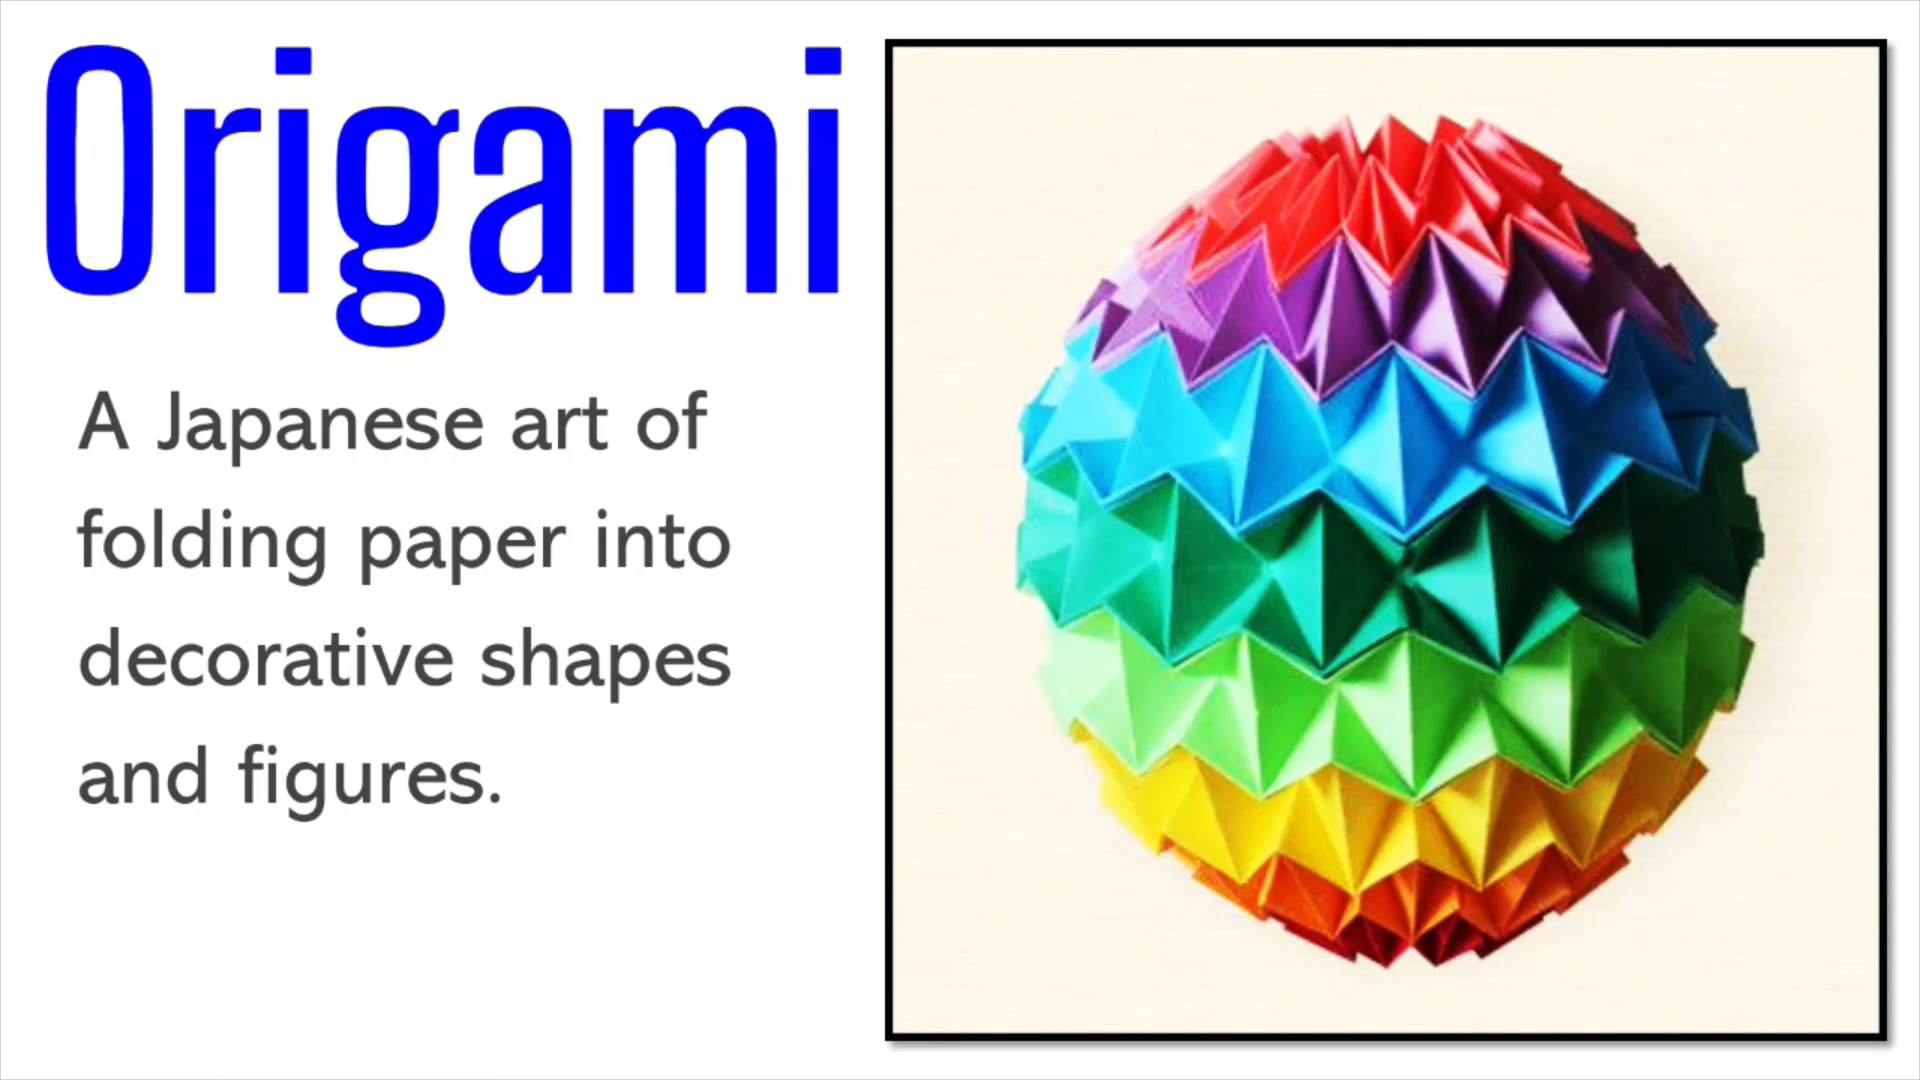 Origami
A Japanese art of
folding paper into
decorative shapes
and figures.